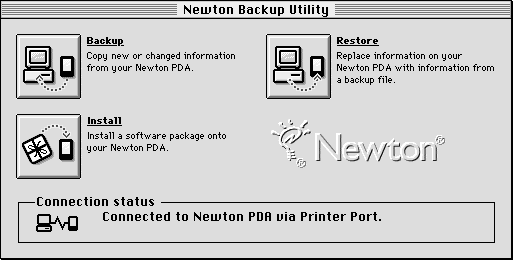 Newton Backup Utility
Backup
Copy new or changed information
from your Newton PDA.
Restore
Replace information on your
Newton PDA with information from
a backup file.
Install
Install a software package onto
your Newton PDA.
Newton®
Connection status
Connected to Newton PDA via Printer Port.